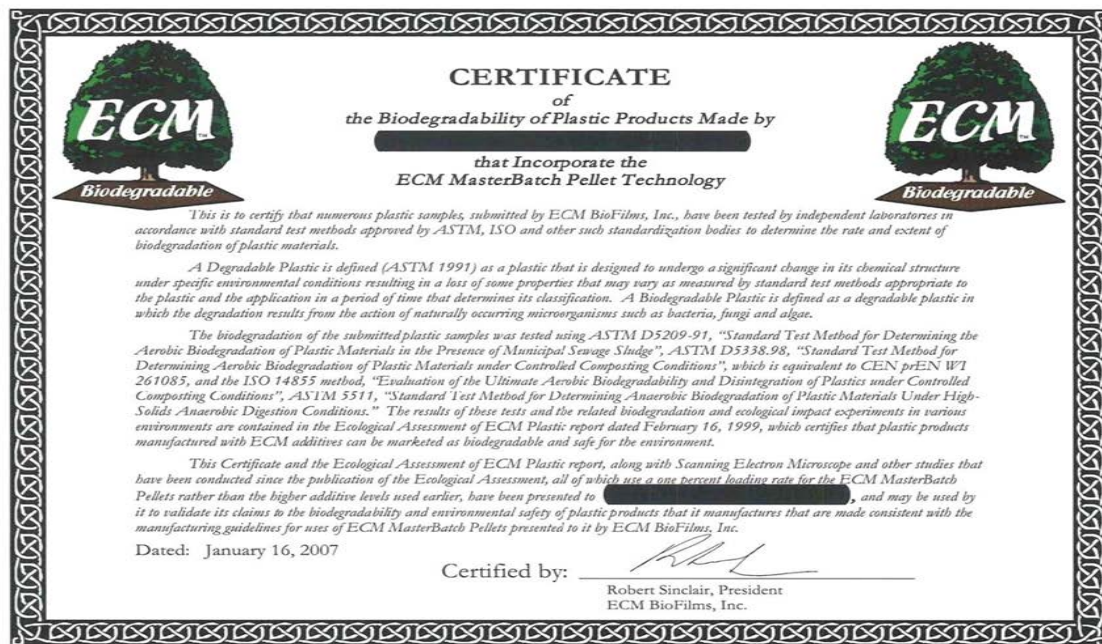 CERTIFICATE
of
the Biodegradability of Plastic Products Made by
that Incorporate the
ECM MasterBatch Pellet Technology
ECM™
Biodegradable
ECM™
Biodegradable
This is to certify that numerous plastic samples, submitted by ECM BioFilms, Inc., have been tested by independent laboratories in
accordance with standard test methods approved by ASTM, ISO and other such standardization bodies to determine the rate and extent of
biodegradation of plastic materials.
A Degradable Plastic is defined (ASTM 1991) as a plastic that is designed to undergo a significant change in its chemical structure
under specific environmental conditions resulting in a loss of some properties that may vary as measured by standard test methods appropriate to
the plastic and the application in a period of time that determines its classification. A Biodegradable Plastic is defined as a degradable plastic in
which the degradation results from the action of naturally occurring microorganisms such as bacteria, fungi and algae.
The biodegradation of the submitted plastic samples was tested using ASTM D5209-91, “Standard Test Method for Determining the
Aerobic Biodegradation of Plastic Materials in the Presence of Municipal Sewage Sludge”, ASTM D5338.98, “Standard Test Method for
Determining Aerobic Biodegradation of Plastic Materials under Controlled Composting Conditions”, which is equivalent to CEN prEN WI
261085, and the ISO 14855 method, “Evaluation of the Ultimate Aerobic Biodegradability and Disintegration of Plastics under Controlled
Composting Conditions”, ASTM 5511, “Standard Test Method for Determining Anaerobic Biodegradation of Plastic Materials Under High-
Solids Anaerobic Digestion Conditions.” The results of these tests and the related biodegradation and ecological impact experiments in various
environments are contained in the Ecological Assessment of ECM Plastic report dated February 16, 1999, which certifies that plastic products
manufactured with ECM additives can be marketed as biodegradable and safe for the environment.
This Certificate and the Ecological Assessment of ECM Plastic report, along with Scanning Electron Microscope and other studies that
have been conducted since the publication of the Ecological Assessment, all of which use a one percent loading rate for the ECM MasterBatch
Pellets rather than the higher additive levels used earlier, have been presented to , and may be used by
it to validate its claims to the biodegradability and environmental safety of plastic products that it manufactures that are made consistent with the
manufacturing guidelines for uses of ECM MasterBatch Pellets presented to it by ECM BioFilms, Inc.
Dated: January 16, 2007
Certified by:
Robert Sinclair, President
ECM BioFilms, Inc.